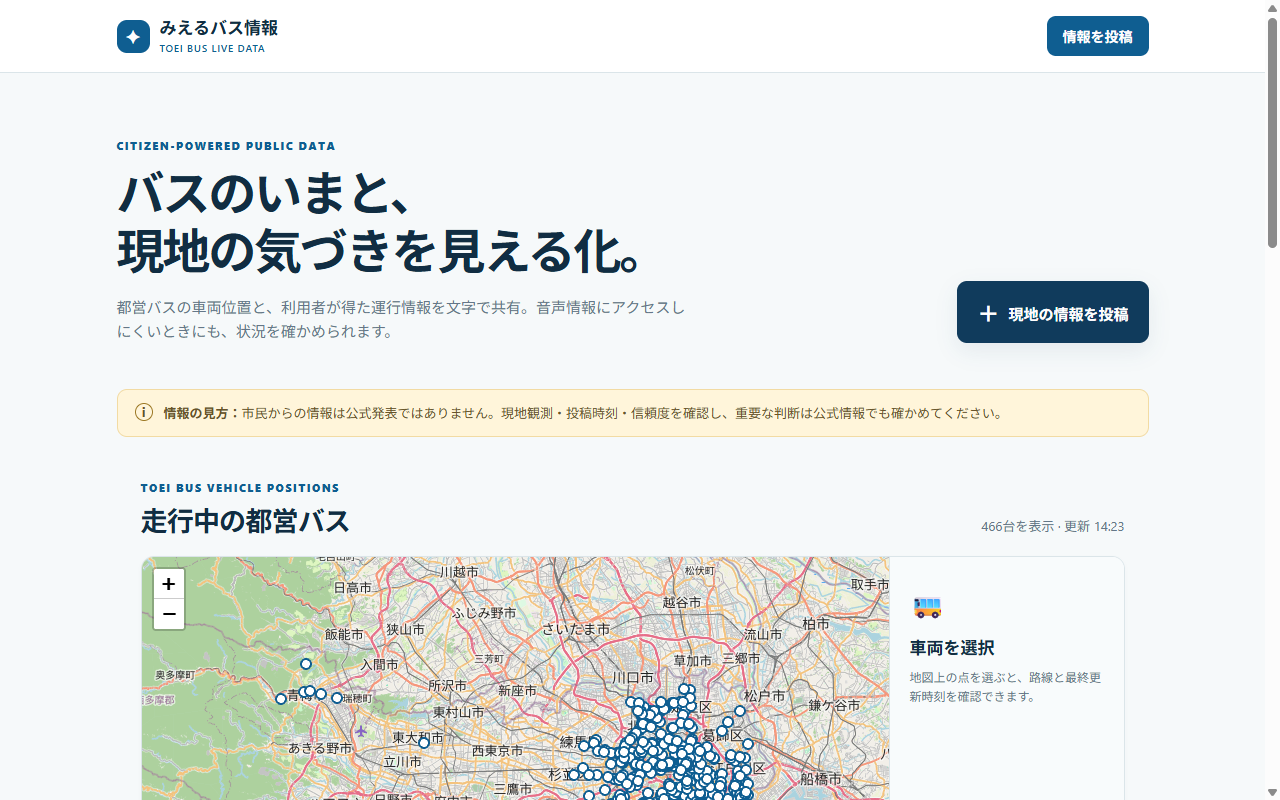 みえるバス情報
TOEI BUS LIVE DATA
情報を投稿
CITIZEN-POWERED PUBLIC DATA
バスのいまと、
現地の気づきを見える化。
都営バスの車両位置と、利用者が得た運行情報を文字で共有。音声情報にアクセスし
にくいときにも、状況を確かめられます。
+ 現地の情報を投稿
情報の見方：市民からの情報は公式発表ではありません。現地観測・投稿時刻・信頼度を確認し、重要な判断は公式情報でも確かめてください。
TOEI BUS VEHICLE POSITIONS
走行中の都営バス
466台を表示 · 更新 14:23
+
−
川越市
松伏町
日高市
取手市
越谷市
ふじみ野市
飯能市
狭山市
さいたま市
流山市
柏市
入間市
三芳町
草加市
三郷市
奥多摩町
川口市
所沢市
新座市
松戸市
瑞穂町
鎌ケ谷市
東村山市
葛飾区
あきる野市
東大和市
西東京市
立川市
船橋市
三鷹市
車両を選択
地図上の点を選ぶと、路線と最終更
新時刻を確認できます。